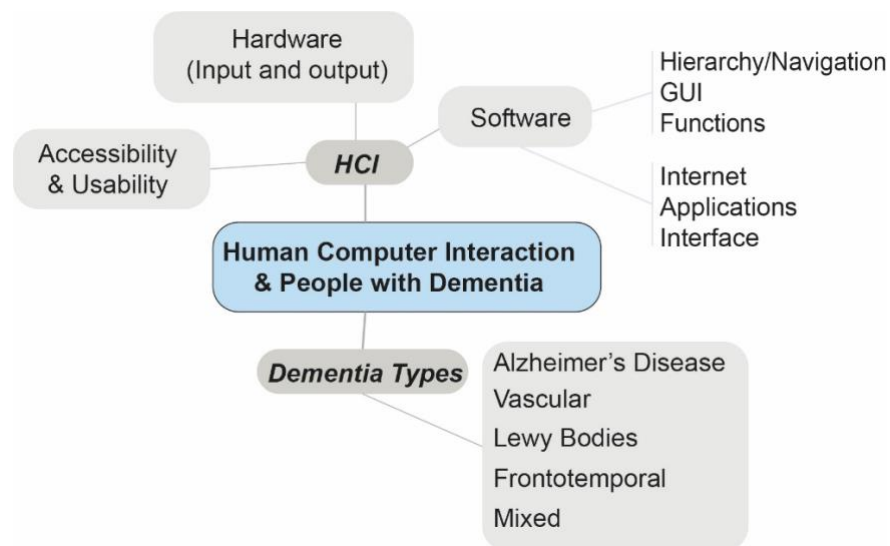 Hardware
(Input and output)
Hierarchy/Navigation
GUI
Functions
Software
Accessibility
& Usability
HCI
Internet
Applications
Interface
Human Computer Interaction
& People with Dementia
Dementia Types
Alzheimer’s Disease
Vascular
Lewy Bodies
Frontotemporal
Mixed